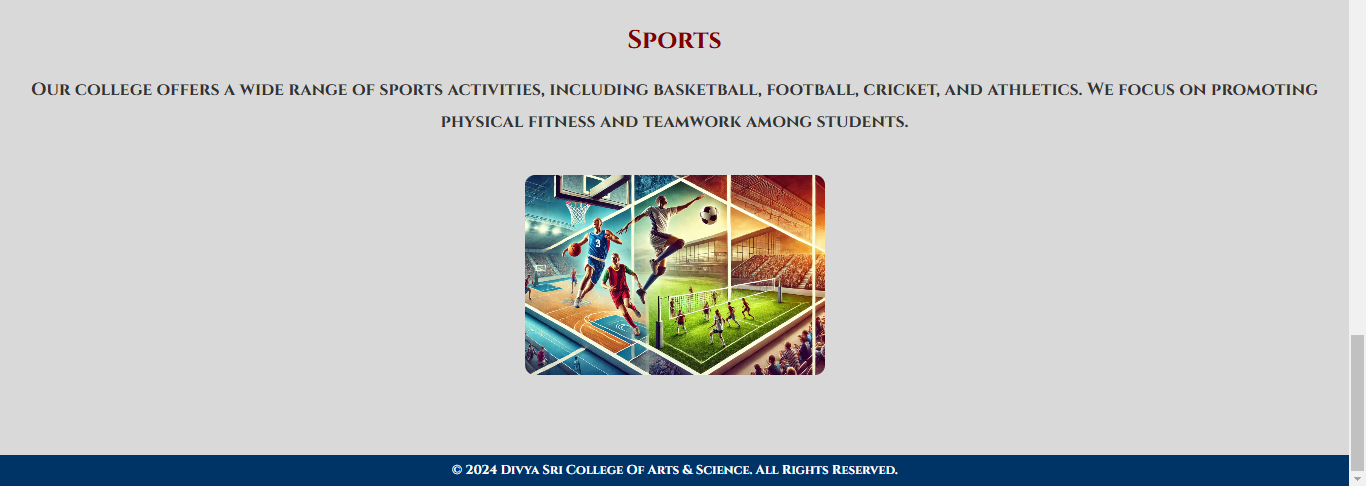 Sports
Our college offers a wide range of sports activities, including basketball, football, cricket, and athletics. We focus on promoting
physical fitness and teamwork among students.
3
© 2024 Divya Sri College Of Arts & Science. All Rights Reserved.